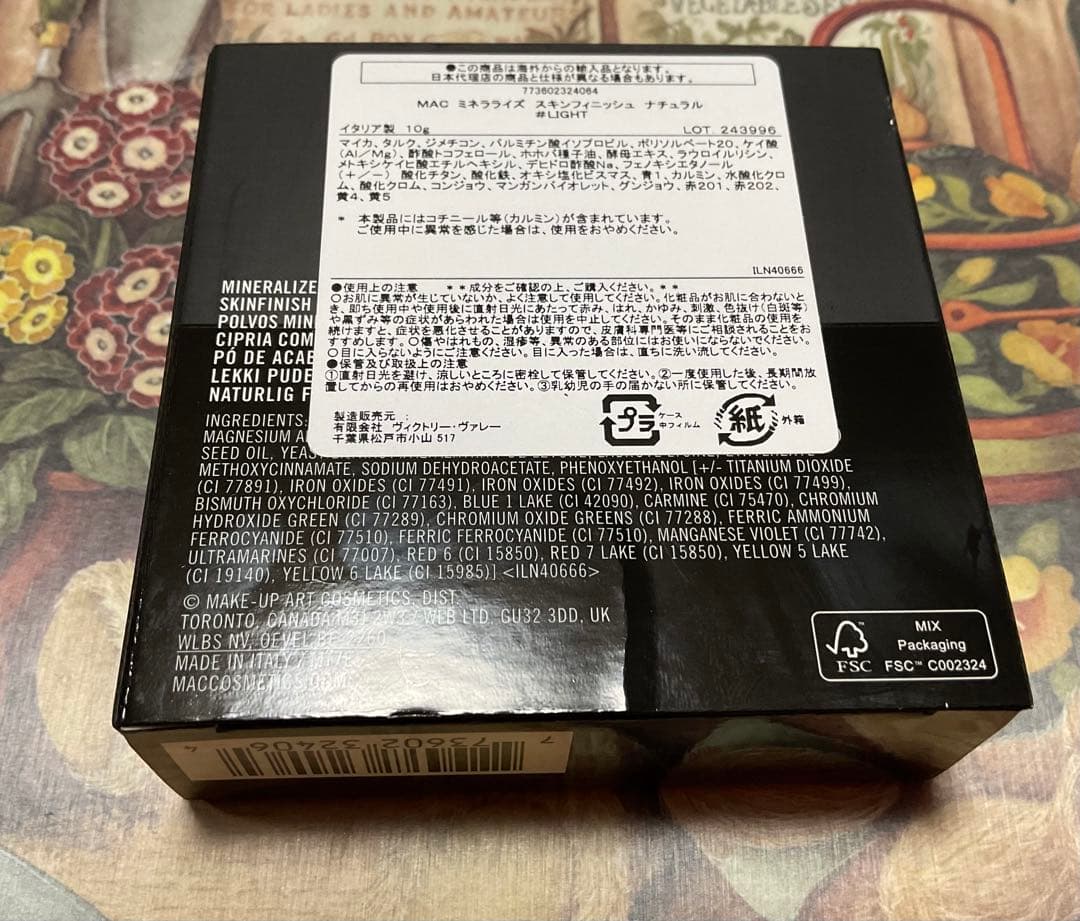 FOR LADIES AND AMATEURS
VEGETABLE
●この商品は海外からの輸入品となります。
日本代理店の商品と仕様が異なる場合もあります。
773602324064
MAC ミネラライズ スキンフィニッシュ ナチュラル
#LIGHT
イタリア製 10g LOT. 243996
マイカ、タルク、ジメチコン、パルミチン酸イソプロピル、ポリソルベート20、ケイ酸
(Al/Mg)、酢酸トコフェロール、ホホバ種子油、酵母エキス、ラウロイルリシン、
メトキシケイヒ酸エチルヘキシル、デヒドロ酢酸Na、フェノキシエタノール
(+/-) 酸化チタン、酸化鉄、オキシ塩化ビスマス、青1、カルミン、水酸化クロ
ム、酸化クロム、コンジョウ、マンガンバイオレット、グンジョウ、赤201、赤202、
黄4、黄5
* 本製品にはコチニール等(カルミン)が含まれています。
ご使用中に異常を感じた場合は、使用をおやめください。
ILN40666
●使用上の注意 **成分をご確認の上、ご購入ください。**
○お肌に異常が生じていないか、よく注意して使用してください。化粧品がお肌に合わないと
き、即ち使用中や使用後に直射日光にあたって赤み、はれ、かゆみ、刺激、色抜け(白斑等)
や黒ずみ等の症状があらわれた場合は使用を中止してください。そのまま化粧品の使用を
続けますと、症状を悪化させることがありますので、皮膚科専門医等にご相談されることをお
すすめします。○傷やはれもの、湿疹等、異常のある部位にはお使いにならないでください。
○目に入らないようにご注意ください。目に入った場合は、直ちに洗い流してください。
●保管及び取扱上の注意
①直射日光を避け、涼しいところに密栓して保管してください。②一度使用した後、長期間放
置してからの再使用はおやめください。③乳幼児の手の届かない所に保管してください。
製造販売元 :
有限会社 ヴィクトリー・ヴァレー
千葉県松戸市小山 517
プラ ケース
中フィルム
紙 外箱
MINERALIZE
SKINFINISH
POLVOS MIN
CIPRIA COM
PÓ DE ACAB
LEKKI PUDE
NATURLIG F
INGREDIENTS:
MAGNESIUM A
SEED OIL, YEAS
METHOXYCINNAMATE, SODIUM DEHYDROACETATE, PHENOXYETHANOL [+/- TITANIUM DIOXIDE
(CI 77891), IRON OXIDES (CI 77491), IRON OXIDES (CI 77492), IRON OXIDES (CI 77499),
BISMUTH OXYCHLORIDE (CI 77163), BLUE 1 LAKE (CI 42090), CARMINE (CI 75470), CHROMIUM
HYDROXIDE GREEN (CI 77289), CHROMIUM OXIDE GREENS (CI 77288), FERRIC AMMONIUM
FERROCYANIDE (CI 77510), FERRIC FERROCYANIDE (CI 77510), MANGANESE VIOLET (CI 77742),
ULTRAMARINES (CI 77007), RED 6 (CI 15850), RED 7 LAKE (CI 15850), YELLOW 5 LAKE
(CI 19140), YELLOW 6 LAKE (CI 15985)] <ILN40666>
© MAKE-UP ART COSMETICS, DIST.
TORONTO, CANADA M3J 2W3 / WLB LTD. GU32 3DD, UK
WLBS NV, OEVEL BE-2260
MADE IN ITALY
MACCOSMETICS.COM
FSC
MIX
Packaging
FSC™ C002324
7 73602 32406 4